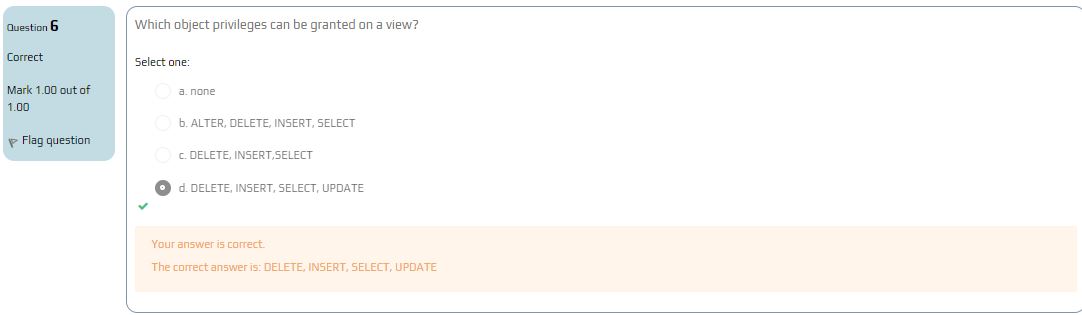 Question 6
Correct
Mark 1.00 out of
1.00
Flag question
Which object privileges can be granted on a view?
Select one:
a. none
b. ALTER, DELETE, INSERT, SELECT
c. DELETE, INSERT,SELECT
d. DELETE, INSERT, SELECT, UPDATE
Your answer is correct.
The correct answer is: DELETE, INSERT, SELECT, UPDATE